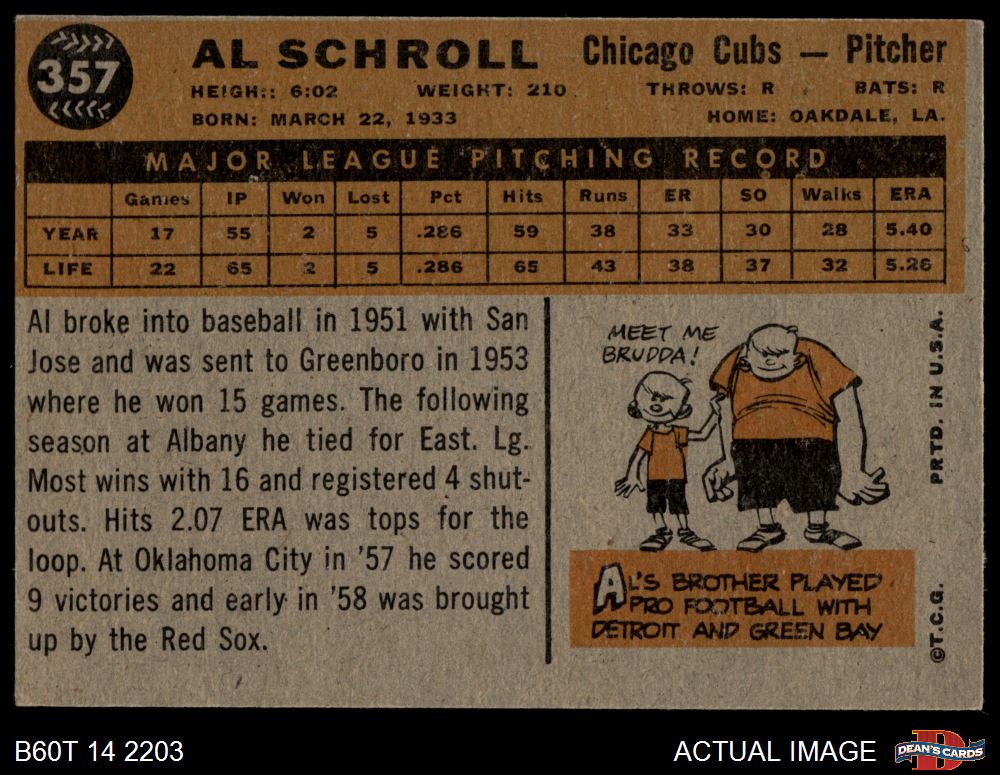 357
AL SCHROLL Chicago Cubs — Pitcher
HEIGH:: 6:02 WEIGHT: 210 THROWS: R BATS: R
BORN: MARCH 22, 1933 HOME: OAKDALE, LA.
MAJOR LEAGUE PITCHING RECORD
Games IP Won Lost Pct Hits Runs ER SO Walks ERA
YEAR 17 55 2 5 .286 59 38 33 30 28 5.40
LIFE 22 65 2 5 .286 65 43 38 37 32 5.26
Al broke into baseball in 1951 with San
Jose and was sent to Greenboro in 1953
where he won 15 games. The following
season at Albany he tied for East. Lg.
Most wins with 16 and registered 4 shut-
outs. Hits 2.07 ERA was tops for the
loop. At Oklahoma City in '57 he scored
9 victories and early in '58 was brought
up by the Red Sox.
MEET ME
BRUDDA!
AL'S BROTHER PLAYED
PRO FOOTBALL WITH
DETROIT AND GREEN BAY
©T.C.G. PRTD. IN U.S.A.
B60T 14 2203 ACTUAL IMAGE
D
DEAN'S CARDS